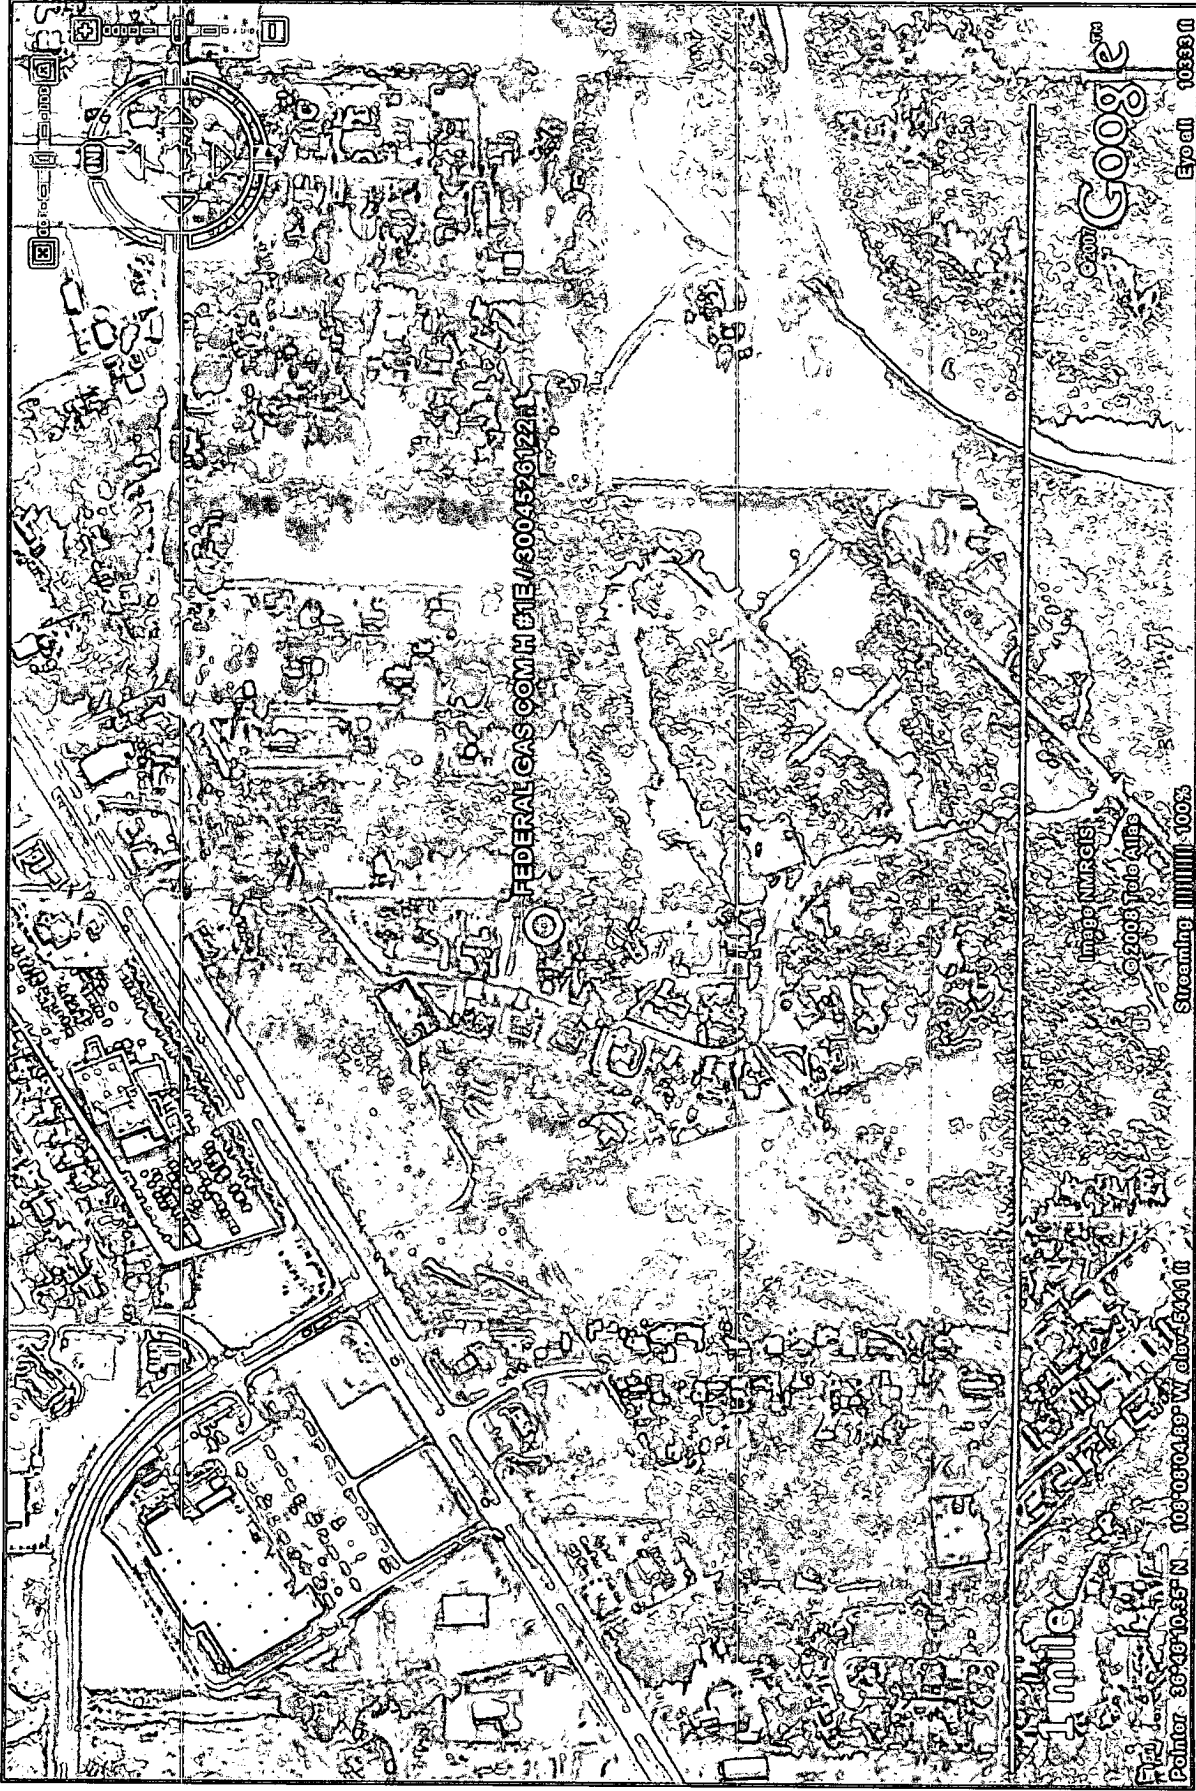 N
FEDERAL GAS COM H #1E / 3004526122
1 mile
Image NMRGIS
©2008 Tele Atlas
©2007 Google™
Pointer 36°48'10.35" N 108°08'04.89" W elev 5441 ft
Streaming |||||||||| 100%
Eye alt 10333 ft